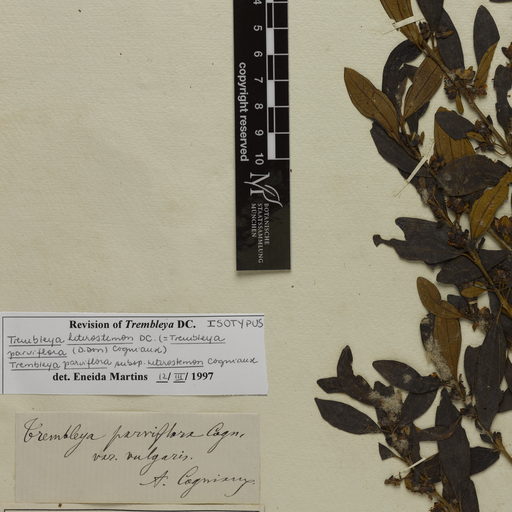 4
5
6
7
8
9
10
copyright reserved
BOTANISCHE
STAATSSAMMLUNG
MÜNCHEN
Revision of Trembleya DC. ISOTYPUS
Trembleya heterostemon DC. (= Trembleya
parviflora (D.Don) Cogniaux)
Trembleya parviflora subsp. heterostemon Cogniaux
det. Eneida Martins 12/III/ 1997
Trembleya parviflora Cogn.
var. vulgaris.
A. Cogniaux